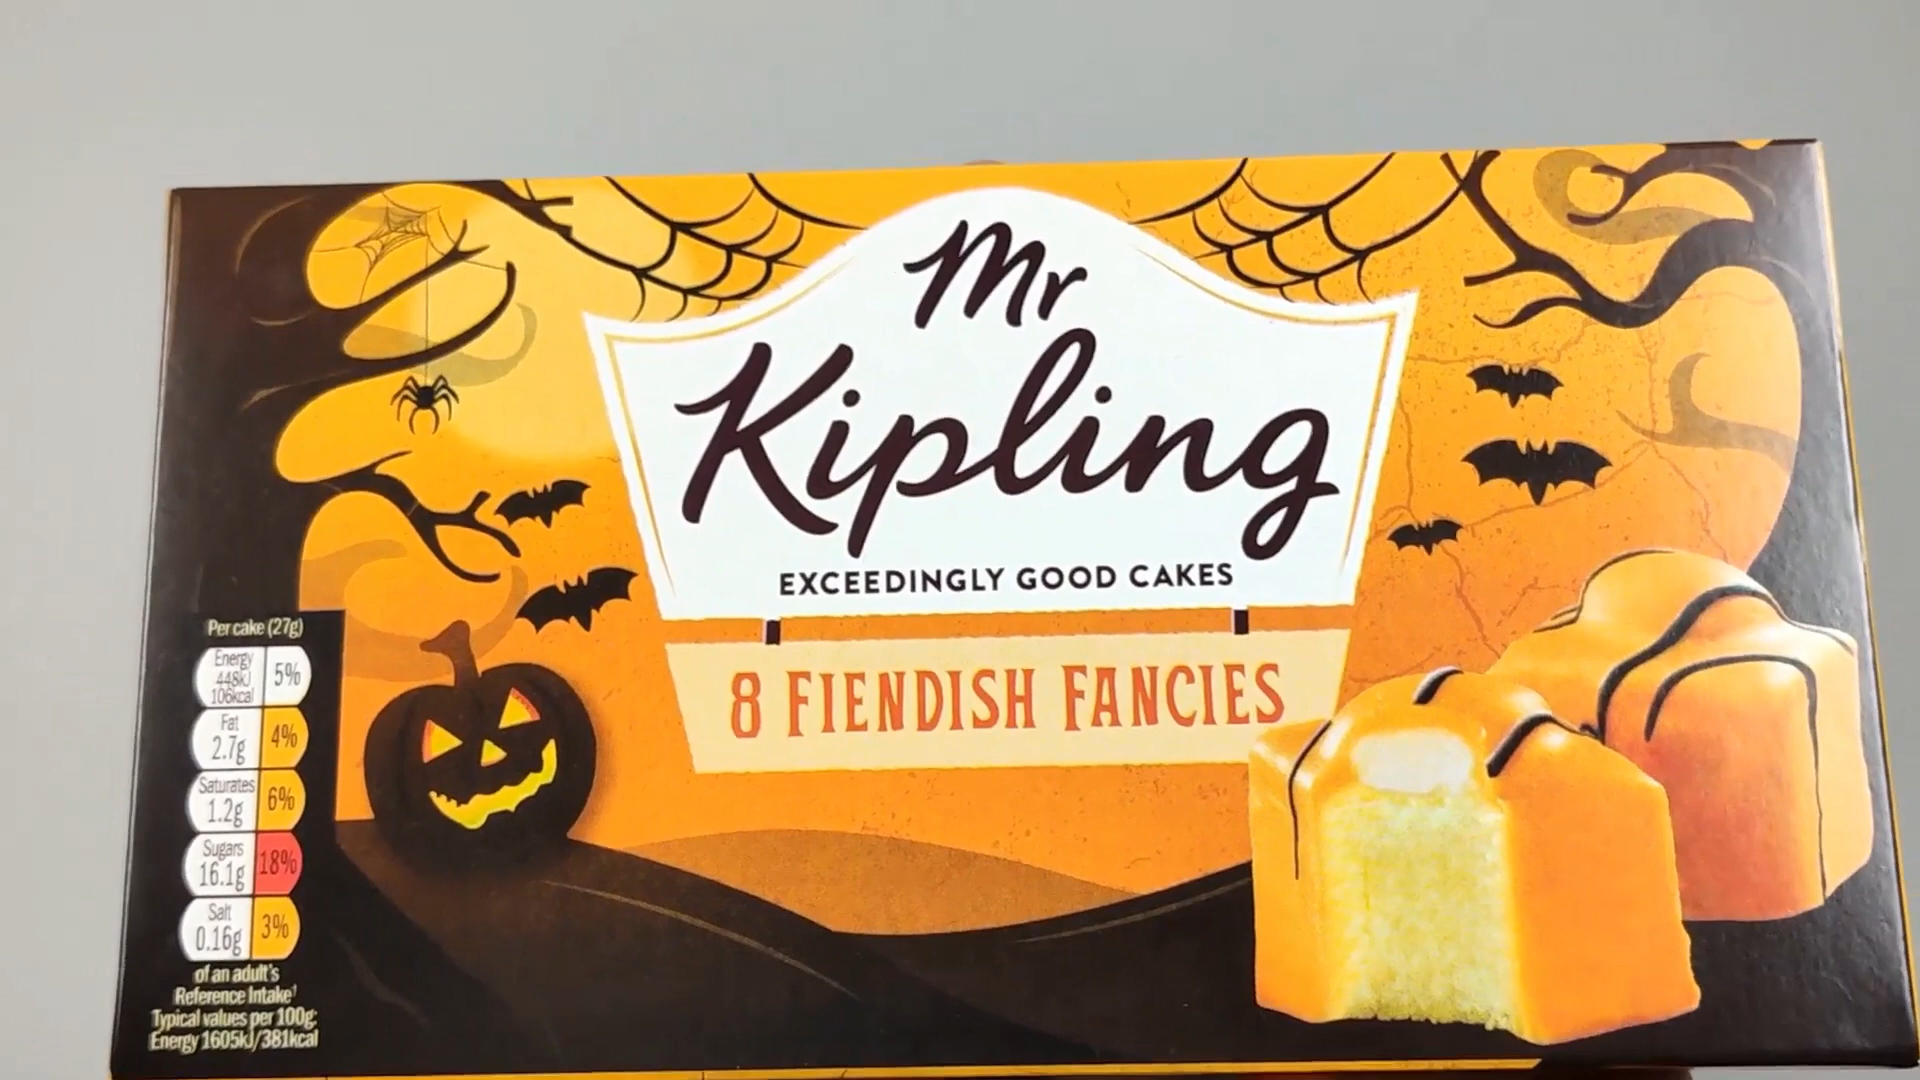 Mr
Kipling
EXCEEDINGLY GOOD CAKES
8 FIENDISH FANCIES
Per cake (27g)
Energy
448kJ
106kcal
5%
Fat
2.7g
4%
Saturates
1.2g
6%
Sugars
16.1g
18%
Salt
0.16g
3%
of an adult's
Reference Intake†
Typical values per 100g:
Energy 1605kJ/381kcal